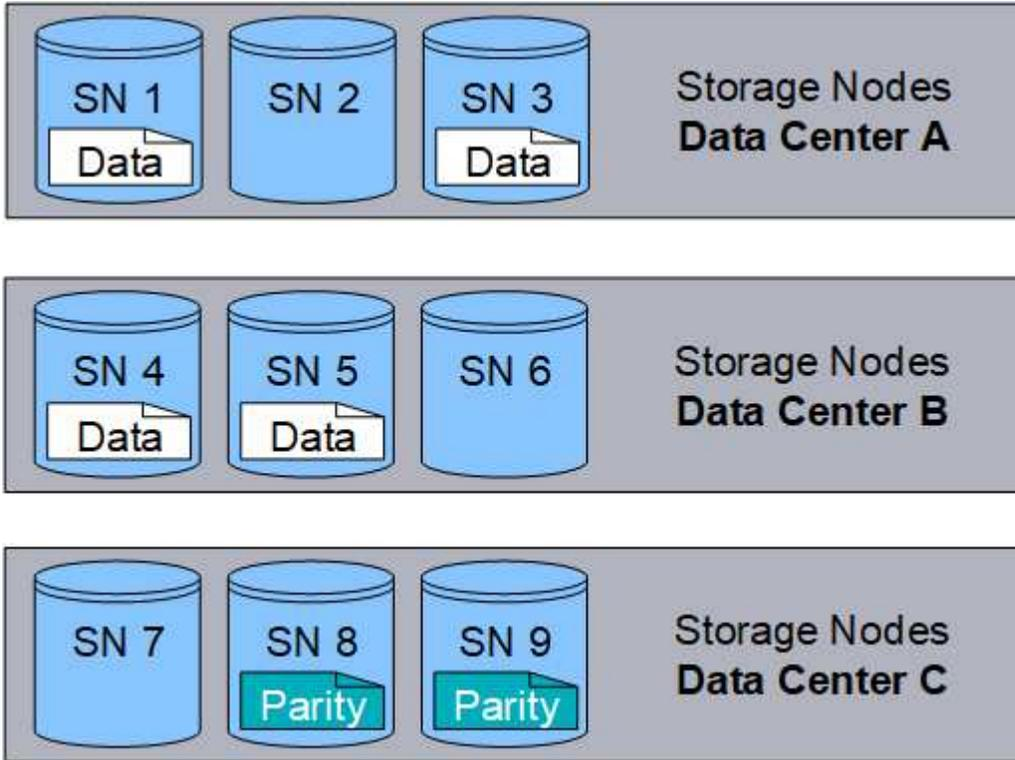 SN 1
SN 2
SN 3
Data
Data
Storage Nodes
Data Center A
SN 4
SN 5
SN 6
Data
Data
Storage Nodes
Data Center B
SN 7
SN 8
SN 9
Parity
Parity
Storage Nodes
Data Center C